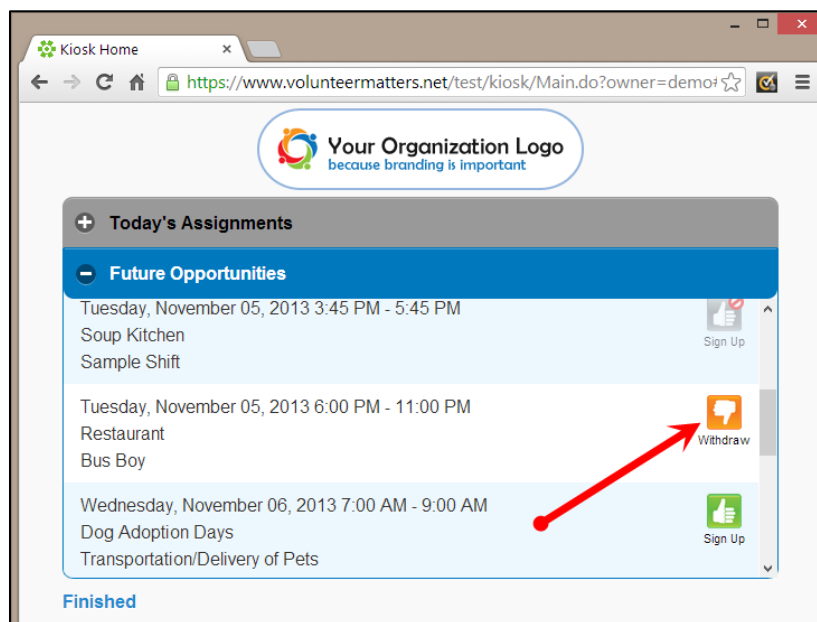 Kiosk Home
https://www.volunteermatters.net/test/kiosk/Main.do?owner=demo#
Your Organization Logo
because branding is important
Today's Assignments
Future Opportunities
Tuesday, November 05, 2013 3:45 PM - 5:45 PM
Soup Kitchen
Sign Up
Sample Shift
Tuesday, November 05, 2013 6:00 PM - 11:00 PM
Restaurant
Withdraw
Bus Boy
Wednesday, November 06, 2013 7:00 AM - 9:00 AM
Dog Adoption Days
Sign Up
Transportation/Delivery of Pets
Finished